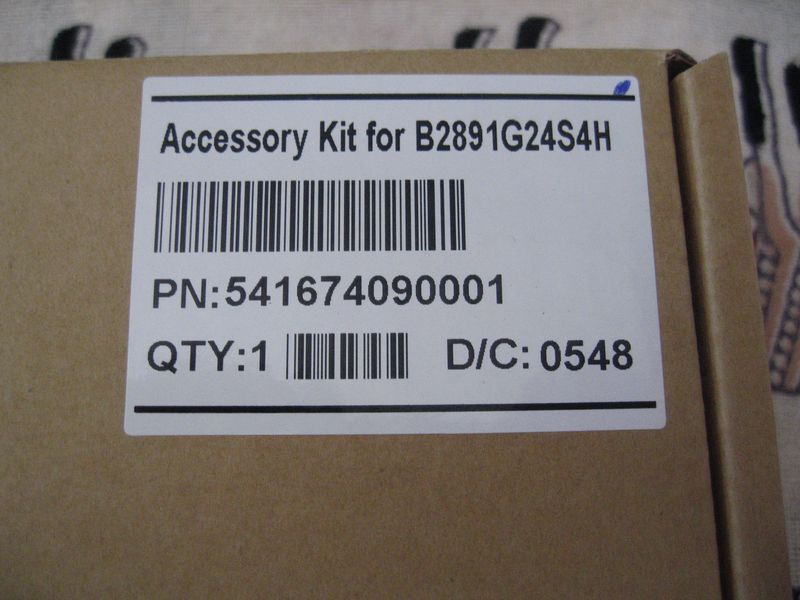 Accessory Kit for B2891G24S4H
PN:541674090001
QTY:1 D/C: 0548